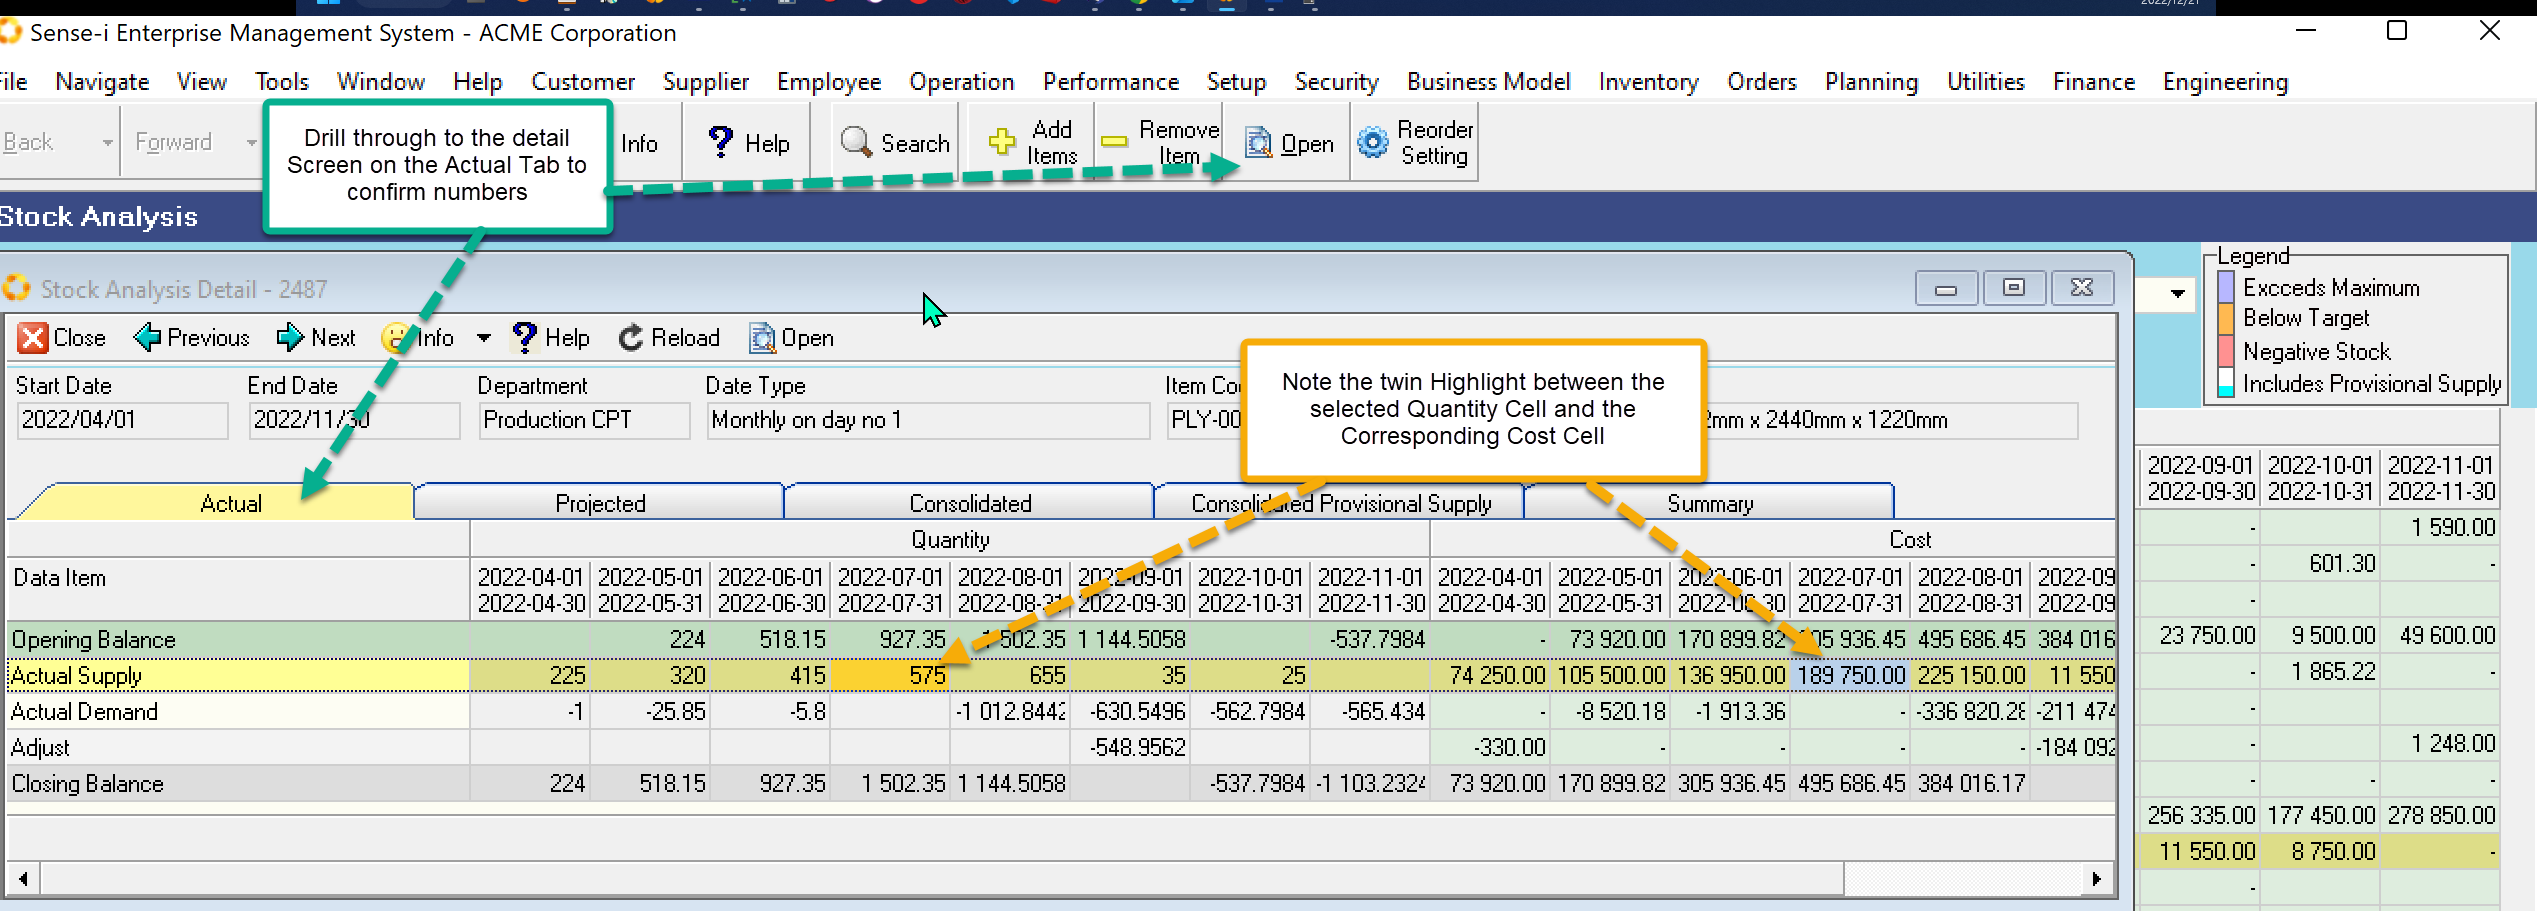 2022/12/21
Sense-i Enterprise Management System - ACME Corporation
File Navigate View Tools Window Help Customer Supplier Employee Operation Performance Setup Security Business Model Inventory Orders Planning Utilities Finance Engineering
Back Forward Info Help Search Add Items Remove Item Open Reorder Setting
Drill through to the detail
Screen on the Actual Tab to
confirm numbers
Stock Analysis
Legend
Excceds Maximum
Below Target
Negative Stock
Includes Provisional Supply
Stock Analysis Detail - 2487
Close Previous Next Info Help Reload Open
Note the twin Highlight between the
selected Quantity Cell and the
Corresponding Cost Cell
Start Date End Date Department Date Type Item Co
2022/04/01 2022/11/30 Production CPT Monthly on day no 1 PLY-00 2mm x 2440mm x 1220mm
Actual Projected Consolidated Consolidated Provisional Supply Summary
Quantity Cost
Data Item 2022-04-01 2022-05-01 2022-06-01 2022-07-01 2022-08-01 2022-09-01 2022-10-01 2022-11-01 2022-04-01 2022-05-01 2022-06-01 2022-07-01 2022-08-01 2022-09
2022-04-30 2022-05-31 2022-06-30 2022-07-31 2022-08-31 2022-09-30 2022-10-31 2022-11-30 2022-04-30 2022-05-31 2022-06-30 2022-07-31 2022-08-31 2022-09
Opening Balance 224 518.15 927.35 1 502.35 1 144.5058 -537.7984 - 73 920.00 170 899.82 305 936.45 495 686.45 384 016
Actual Supply 225 320 415 575 655 35 25 74 250.00 105 500.00 136 950.00 189 750.00 225 150.00 11 550
Actual Demand -1 -25.85 -5.8 -1 012.8442 -630.5496 -562.7984 -565.434 - -8 520.18 -1 913.36 - -336 820.28 -211 474
Adjust -548.9562 -330.00 - - - - -184 092
Closing Balance 224 518.15 927.35 1 502.35 1 144.5058 -537.7984 -1 103.2324 73 920.00 170 899.82 305 936.45 495 686.45 384 016.17
2022-09-01 2022-10-01 2022-11-01
2022-09-30 2022-10-31 2022-11-30
- - 1 590.00
- 601.30 -
-
23 750.00 9 500.00 49 600.00
- 1 865.22 -
-
- 1 248.00
- - -
256 335.00 177 450.00 278 850.00
11 550.00 8 750.00 -
-